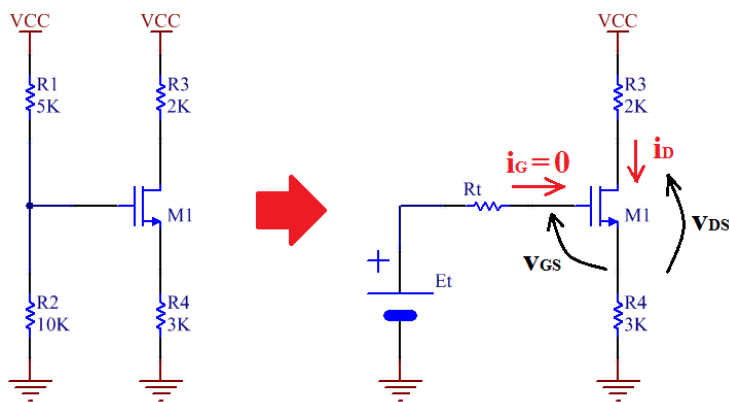 VCC
VCC
R1
5K
R3
2K
M1
R2
10K
R4
3K
VCC
R3
2K
iG=0
iD
Rt
M1
vGS
vDS
+
Et
R4
3K